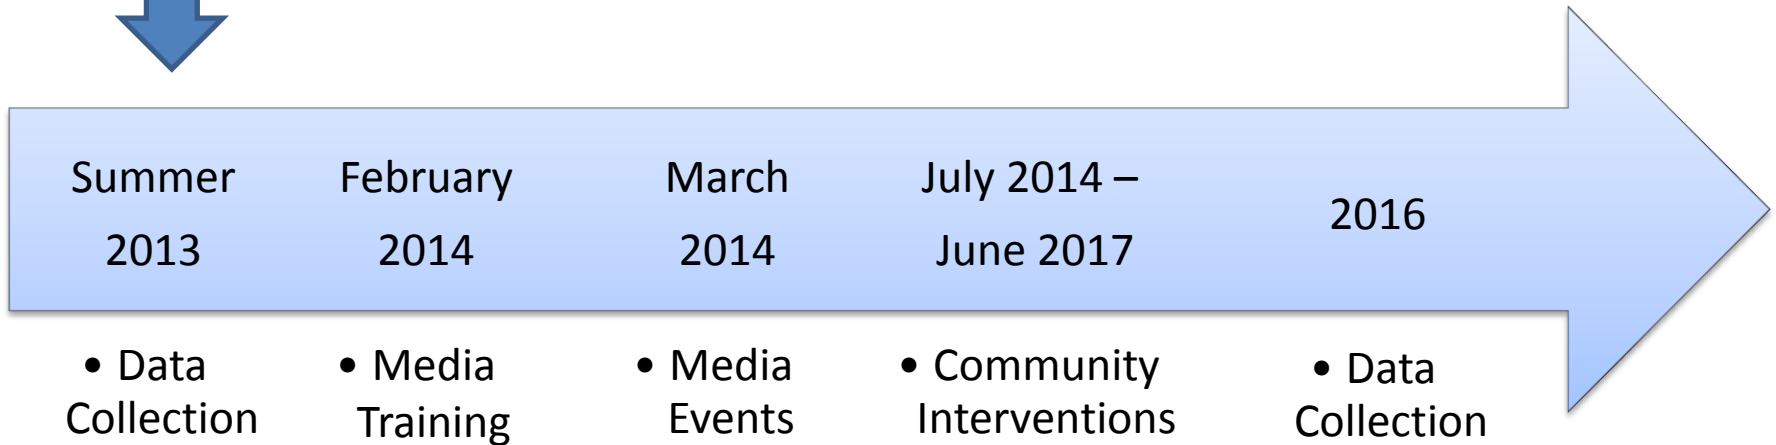 Summer
2013
February
2014
March
2014
July 2014 –
June 2017
2016
• Data
Collection
• Media
Training
• Media
Events
• Community
Interventions
• Data
Collection